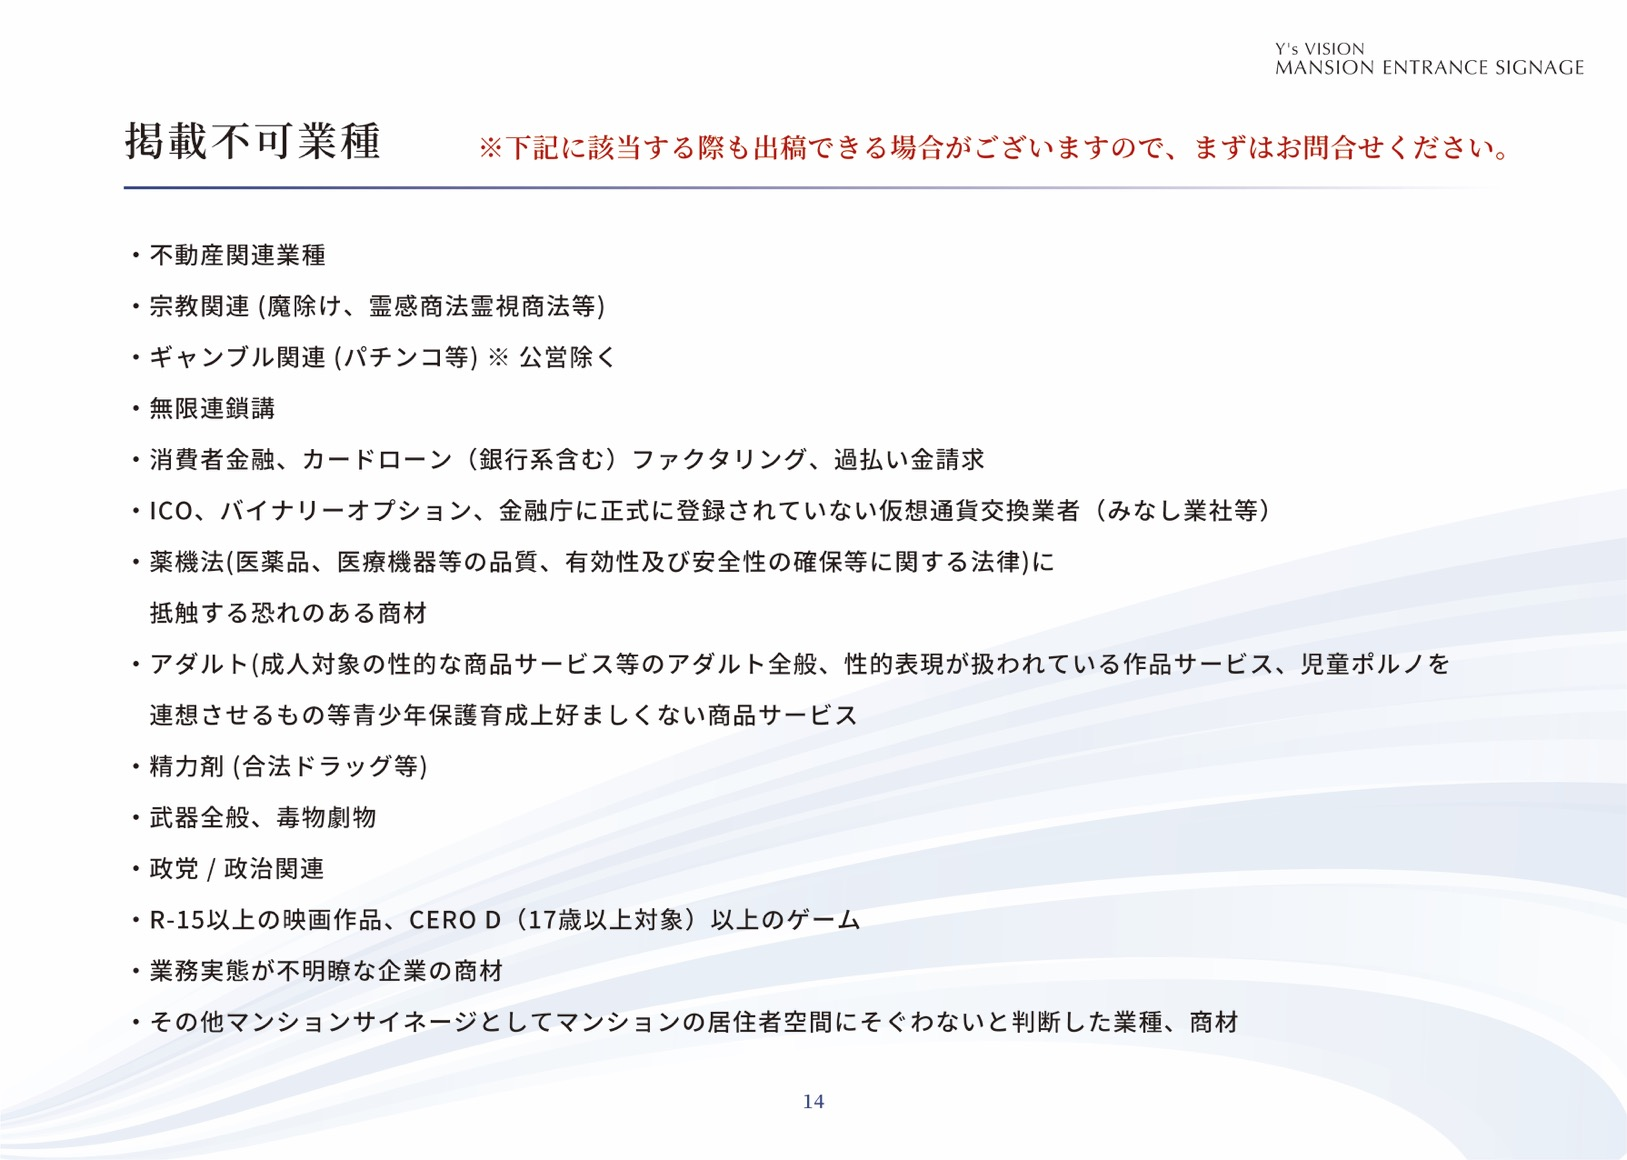 Y's VISION
MANSION ENTRANCE SIGNAGE
掲載不可業種
※下記に該当する際も出稿できる場合がございますので、まずはお問合せください。
・不動産関連業種
・宗教関連 (魔除け、霊感商法霊視商法等)
・ギャンブル関連 (パチンコ等) ※ 公営除く
・無限連鎖講
・消費者金融、カードローン（銀行系含む）ファクタリング、過払い金請求
・ICO、バイナリーオプション、金融庁に正式に登録されていない仮想通貨交換業者（みなし業社等）
・薬機法(医薬品、医療機器等の品質、有効性及び安全性の確保等に関する法律)に
抵触する恐れのある商材
・アダルト(成人対象の性的な商品サービス等のアダルト全般、性的表現が扱われている作品サービス、児童ポルノを
連想させるもの等青少年保護育成上好ましくない商品サービス
・精力剤 (合法ドラッグ等)
・武器全般、毒物劇物
・政党 / 政治関連
・R-15以上の映画作品、CERO D（17歳以上対象）以上のゲーム
・業務実態が不明瞭な企業の商材
・その他マンションサイネージとしてマンションの居住者空間にそぐわないと判断した業種、商材
14